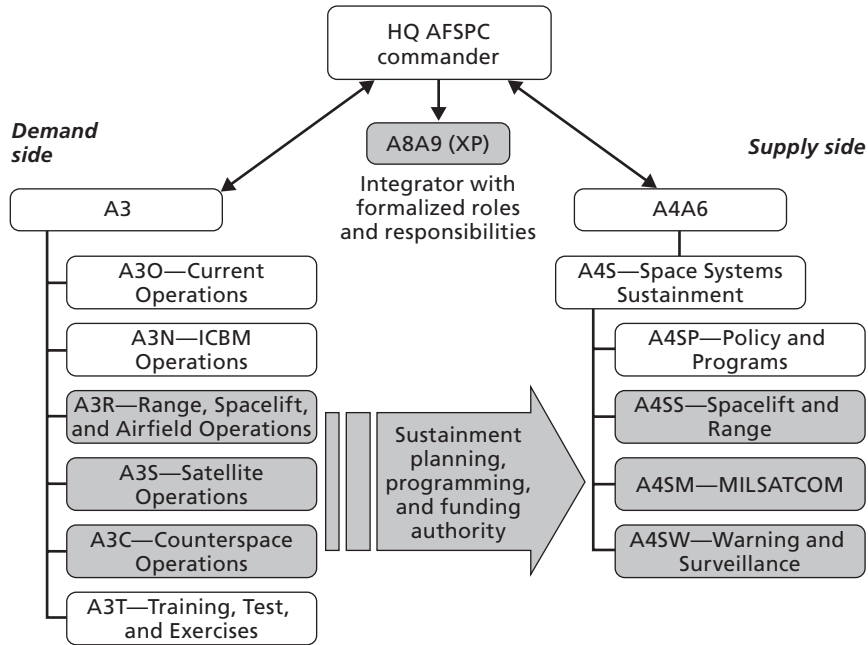 HQ AFSPC
commander
Demand
side
A8A9 (XP)
Supply side
Integrator with
formalized roles
and responsibilities
A3
A4A6
A3O—Current
Operations
A3N—ICBM
Operations
A3R—Range, Spacelift,
and Airfield Operations
A3S—Satellite
Operations
A3C—Counterspace
Operations
A3T—Training, Test,
and Exercises
Sustainment
planning,
programming,
and funding
authority
A4S—Space Systems
Sustainment
A4SP—Policy and
Programs
A4SS—Spacelift and
Range
A4SM—MILSATCOM
A4SW—Warning and
Surveillance